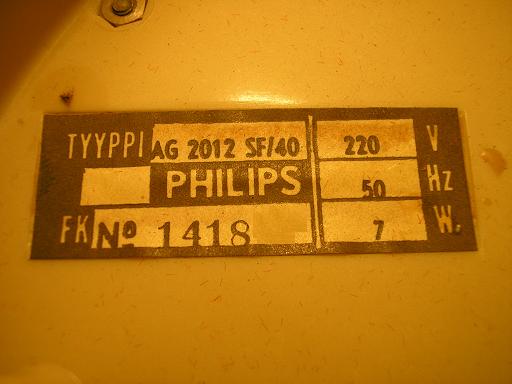 TYYPPI AG 2012 SF/40 220 V
PHILIPS 50 Hz
FK Nº 1418 7 W.